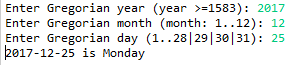 Enter Gregorian year (year >=1583): 2017
Enter Gregorian month (month: 1..12): 12
Enter Gregorian day (1..28|29|30|31): 25
2017-12-25 is Monday